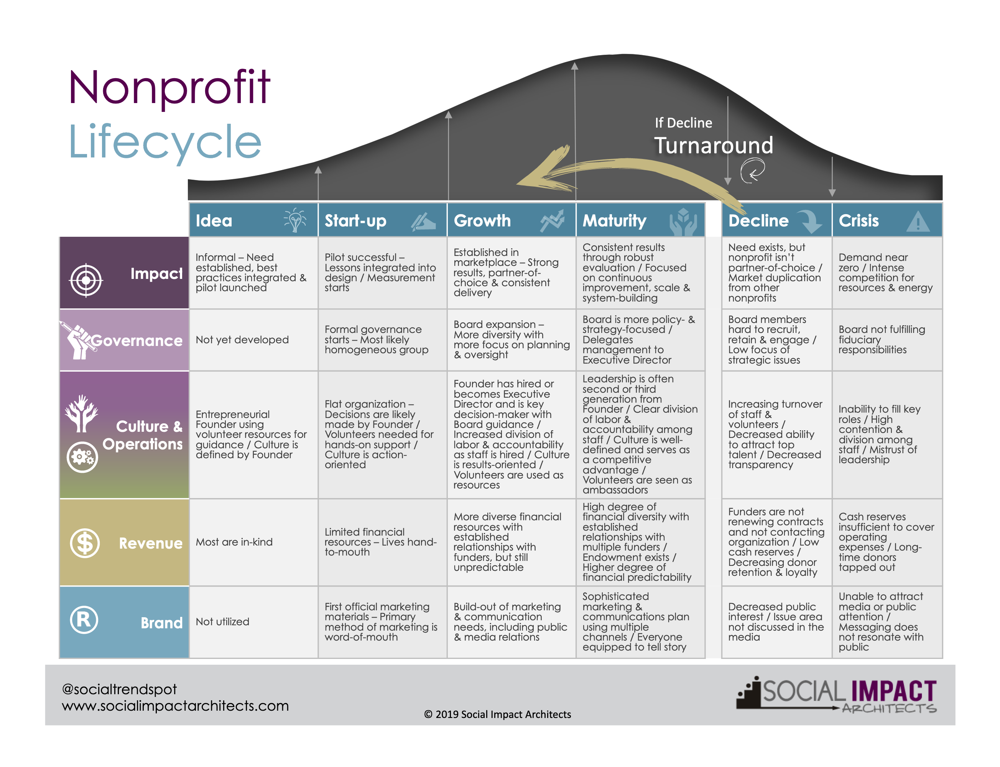 Nonprofit
Lifecycle
If Decline
Turnaround
Idea
Start-up
Growth
Maturity
Decline
Crisis
Impact
Informal – Need
established, best
practices integrated &
pilot launched
Pilot successful –
Lessons integrated into
design / Measurement
starts
Established in
marketplace – Strong
results, partner-of-
choice & consistent
delivery
Consistent results
through robust
evaluation / Focused
on continuous
improvement, scale &
system-building
Need exists, but
nonprofit isn't
partner-of-choice /
Market duplication
from other
nonprofits
Demand near
zero / Intense
competition for
resources & energy
Governance
Not yet developed
Formal governance
starts – Most likely
homogeneous group
Board expansion –
More diversity with
more focus on planning
& oversight
Board is more policy- &
strategy-focused /
Delegates
management to
Executive Director
Board members
hard to recruit,
retain & engage /
Low focus of
strategic issues
Board not fulfilling
fiduciary
responsibilities
Culture &
Operations
Entrepreneurial
Founder using
volunteer resources for
guidance / Culture is
defined by Founder
Flat organization –
Decisions are likely
made by Founder /
Volunteers needed for
hands-on support /
Culture is action-
oriented
Founder has hired or
becomes Executive
Director and is key
decision-maker with
Board guidance /
Increased division of
labor & accountability
as staff is hired / Culture
is results-oriented /
Volunteers are used as
resources
Leadership is often
second or third
generation from
Founder / Clear division
of labor &
accountability among
staff / Culture is well-
defined and serves as
a competitive
advantage /
Volunteers are seen as
ambassadors
Increasing turnover
of staff &
volunteers /
Decreased ability
to attract top
talent / Decreased
transparency
Inability to fill key
roles / High
contention &
division among
staff / Mistrust of
leadership
$
Revenue
Most are in-kind
Limited financial
resources – Lives hand-
to-mouth
More diverse financial
resources with
established
relationships with
funders, but still
unpredictable
High degree of
financial diversity with
established
relationships with
multiple funders /
Endowment exists /
Higher degree of
financial predictability
Funders are not
renewing contracts
and not contacting
organization / Low
cash reserves /
Decreasing donor
retention & loyalty
Cash reserves
insufficient to cover
operating
expenses / Long-
time donors
tapped out
R
Brand
Not utilized
First official marketing
materials – Primary
method of marketing is
word-of-mouth
Build-out of marketing
& communication
needs, including public
& media relations
Sophisticated
marketing &
communications plan
using multiple
channels / Everyone
equipped to tell story
Decreased public
interest / Issue area
not discussed in the
media
Unable to attract
media or public
attention /
Messaging does
not resonate with
public
@socialtrendspot
www.socialimpactarchitects.com
© 2019 Social Impact Architects
SOCIAL IMPACT
ARCHITECTS